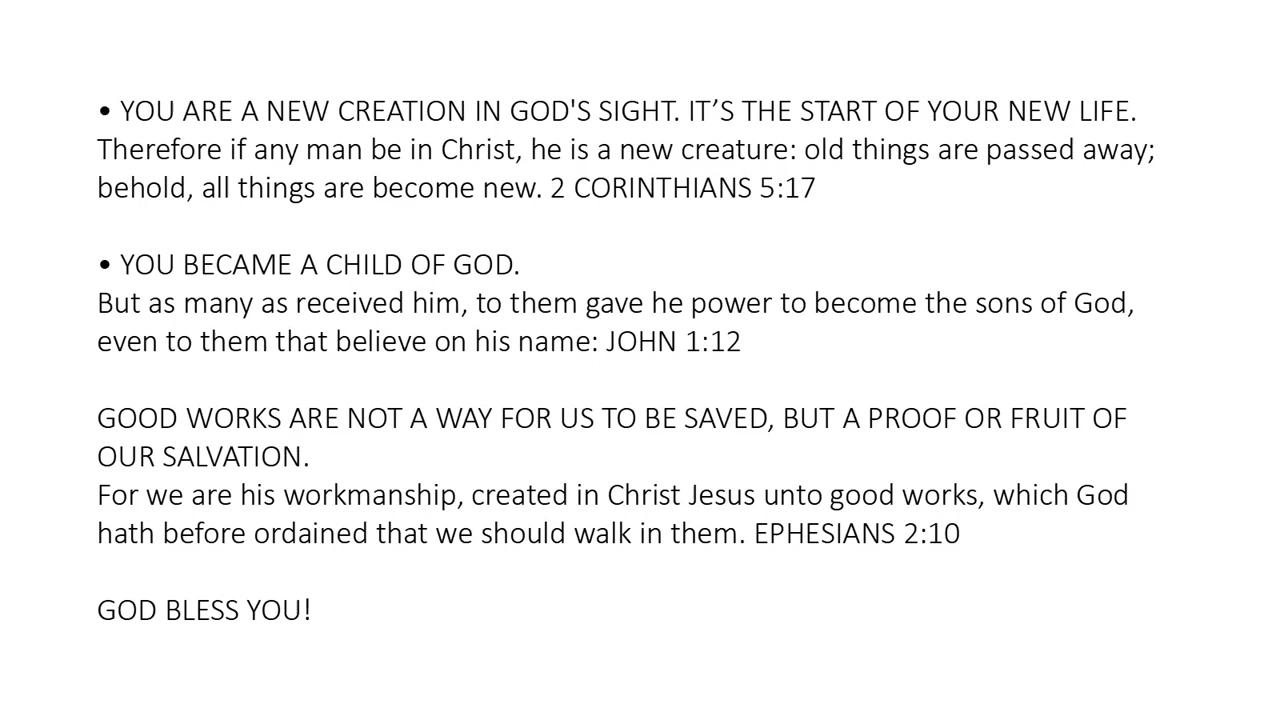 • YOU ARE A NEW CREATION IN GOD'S SIGHT. IT’S THE START OF YOUR NEW LIFE.
Therefore if any man be in Christ, he is a new creature: old things are passed away;
behold, all things are become new. 2 CORINTHIANS 5:17
• YOU BECAME A CHILD OF GOD.
But as many as received him, to them gave he power to become the sons of God,
even to them that believe on his name: JOHN 1:12
GOOD WORKS ARE NOT A WAY FOR US TO BE SAVED, BUT A PROOF OR FRUIT OF
OUR SALVATION.
For we are his workmanship, created in Christ Jesus unto good works, which God
hath before ordained that we should walk in them. EPHESIANS 2:10
GOD BLESS YOU!